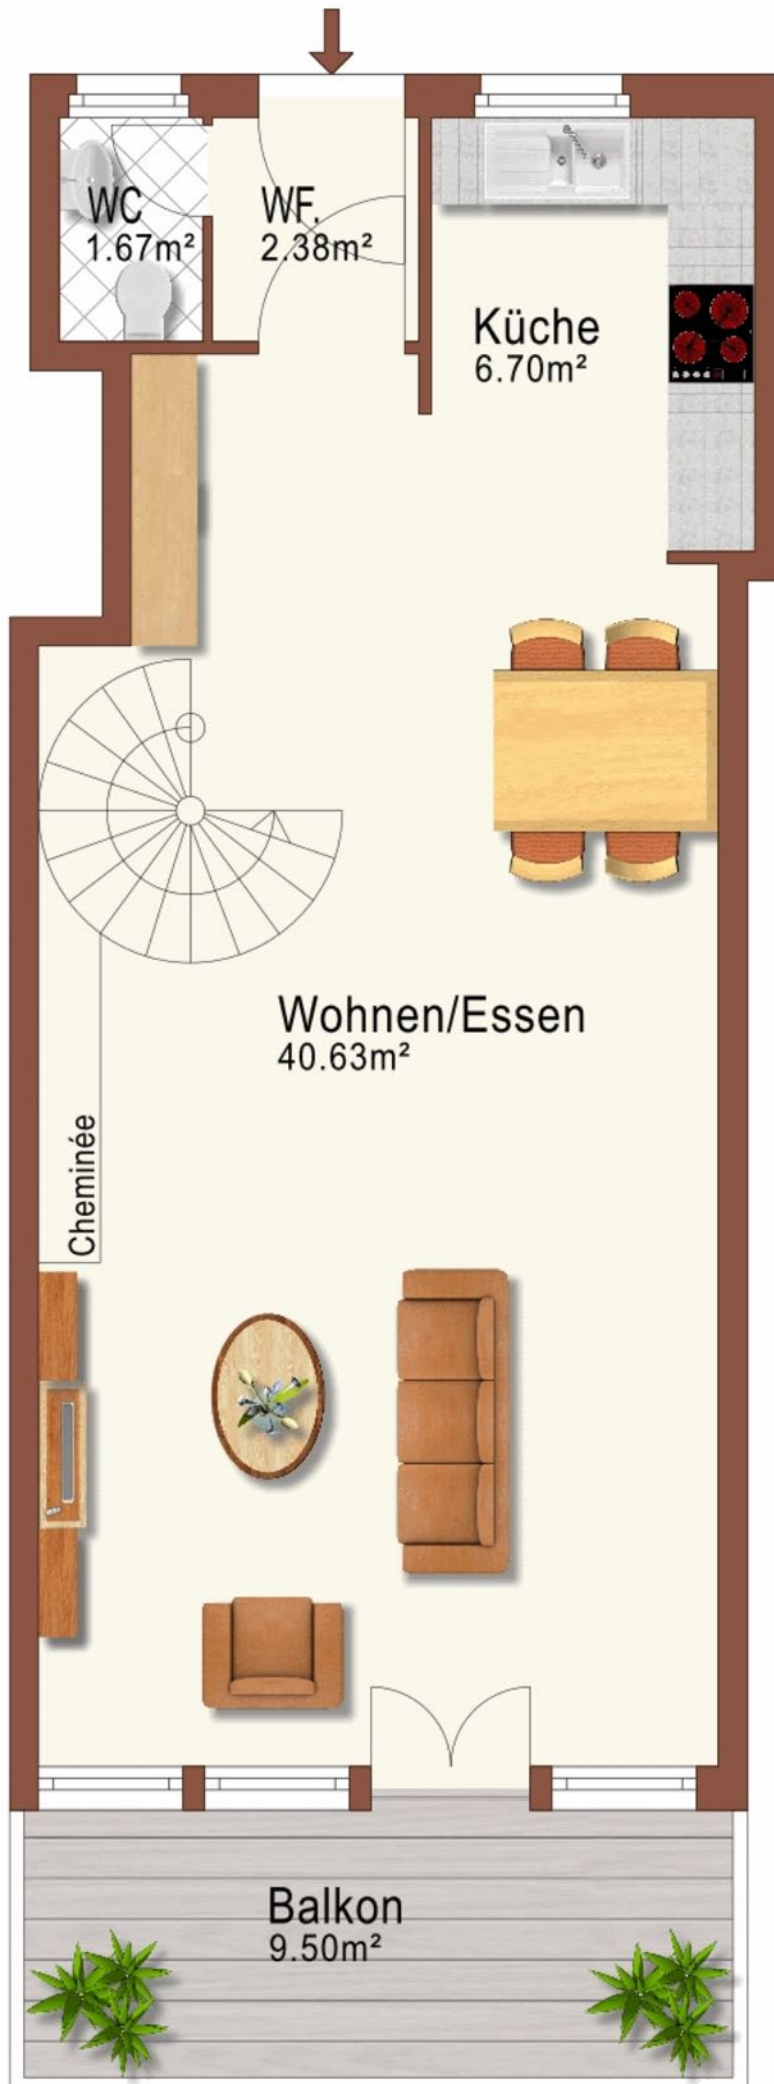 WC
1.67m²
WF.
2.38m²
Küche
6.70m²
Wohnen/Essen
40.63m²
Cheminée
Balkon
9.50m²